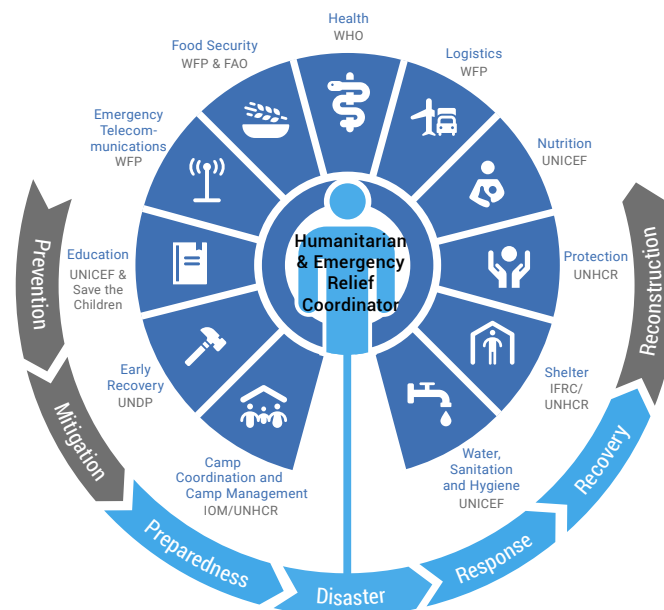 Health
WHO
Food Security
WFP & FAO
Logistics
WFP
Emergency
Telecom-
munications
WFP
Nutrition
UNICEF
Education
UNICEF &
Save the
Children
Humanitarian
& Emergency
Relief
Coordinator
Protection
UNHCR
Early
Recovery
UNDP
Shelter
IFRC/
UNHCR
Camp
Coordination and
Camp Management
IOM/UNHCR
Water,
Sanitation
and Hygiene
UNICEF
Prevention
Mitigation
Preparedness
Disaster
Response
Recovery
Reconstruction